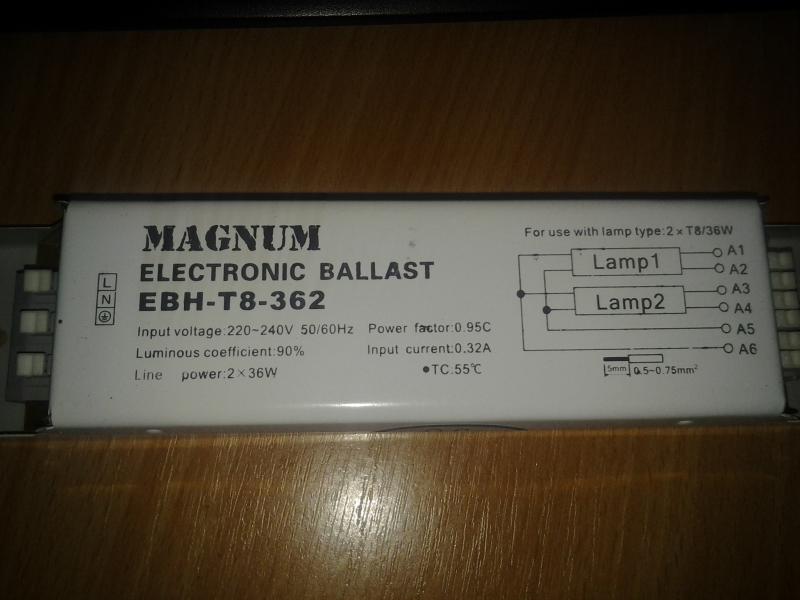 MAGNUM
ELECTRONIC BALLAST
EBH-T8-362
L
N
Input voltage:220~240V 50/60Hz Power factor:0.95C
Luminous coefficient:90% Input current:0.32A
Line power:2×36W •TC:55℃
For use with lamp type:2×T8/36W
Lamp1
Lamp2
A1
A2
A3
A4
A5
A6
5mm 0.5~0.75mm²